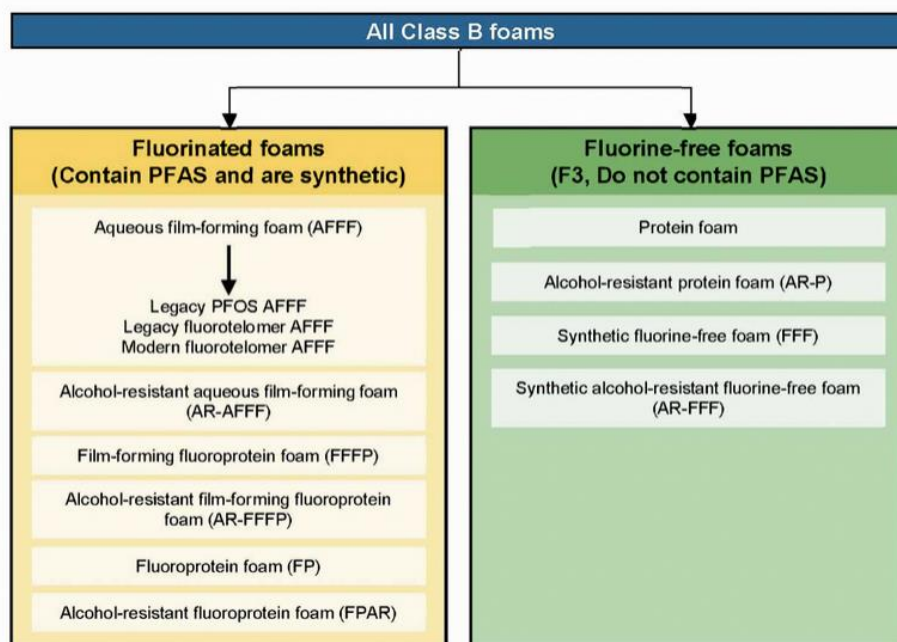 All Class B foams
Fluorinated foams
(Contain PFAS and are synthetic)
Aqueous film-forming foam (AFFF)
Legacy PFOS AFFF
Legacy fluorotelomer AFFF
Modern fluorotelomer AFFF
Alcohol-resistant aqueous film-forming foam
(AR-AFFF)
Film-forming fluoroprotein foam (FFFP)
Alcohol-resistant film-forming fluoroprotein
foam (AR-FFFP)
Fluoroprotein foam (FP)
Alcohol-resistant fluoroprotein foam (FPAR)
Fluorine-free foams
(F3, Do not contain PFAS)
Protein foam
Alcohol-resistant protein foam (AR-P)
Synthetic fluorine-free foam (FFF)
Synthetic alcohol-resistant fluorine-free foam
(AR-FFF)